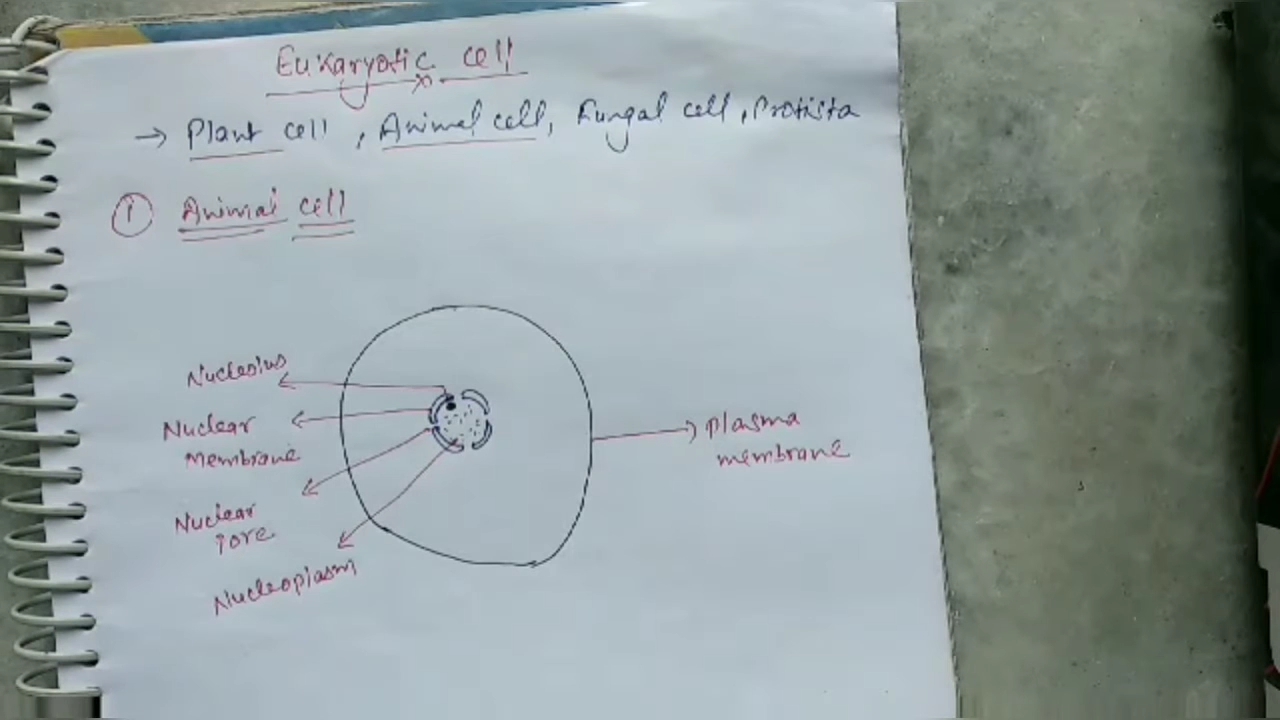 Eukaryotic cell
→ Plant cell, Animal cell, Fungal cell, Protista
① Animal cell
Nucleolus
Nuclear
Membrane
Nuclear
Pore
Nucleoplasm
Plasma
membrane